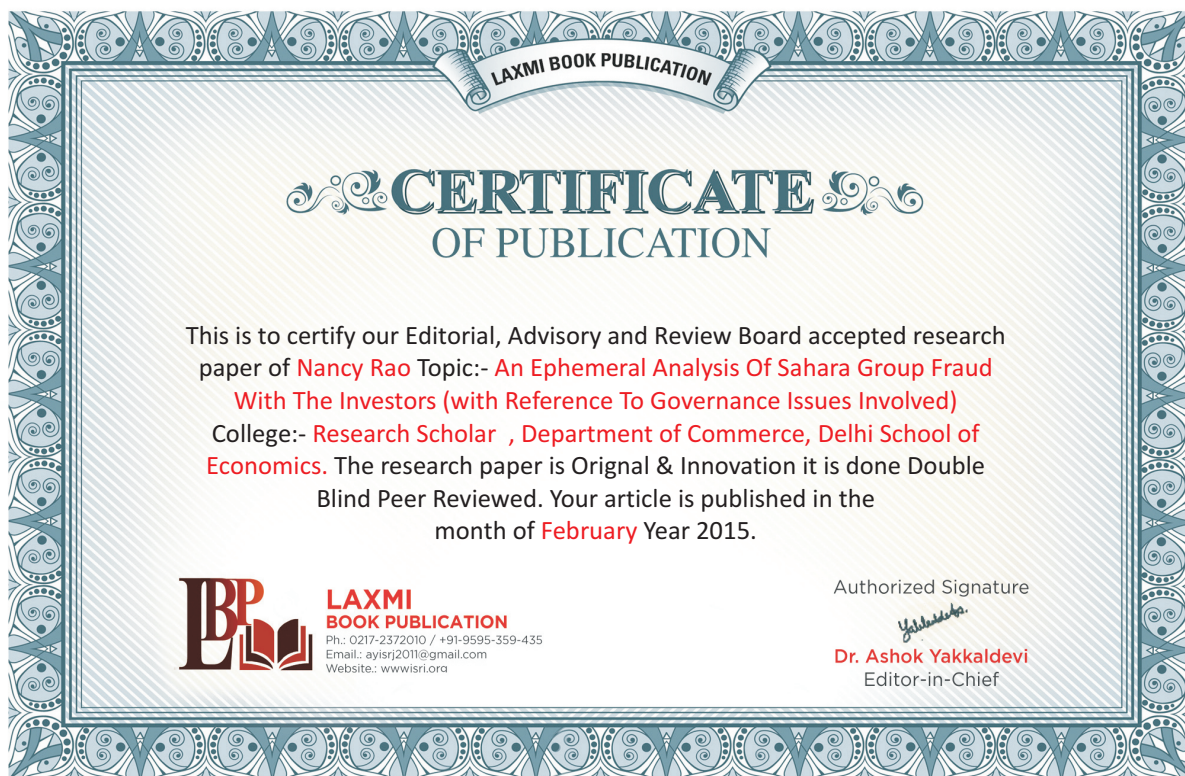 LAXMI BOOK PUBLICATION
CERTIFICATE
OF PUBLICATION
This is to certify our Editorial, Advisory and Review Board accepted research
paper of Nancy Rao Topic:- An Ephemeral Analysis Of Sahara Group Fraud
With The Investors (with Reference To Governance Issues Involved)
College:- Research Scholar , Department of Commerce, Delhi School of
Economics. The research paper is Orignal & Innovation it is done Double
Blind Peer Reviewed. Your article is published in the
month of February Year 2015.
LBP
LAXMI
BOOK PUBLICATION
Ph.: 0217-2372010 / +91-9595-359-435
Email.: ayisrj2011@gmail.com
Website.: wwwisri.org
Authorized Signature
Dr. Ashok Yakkaldevi
Editor-in-Chief